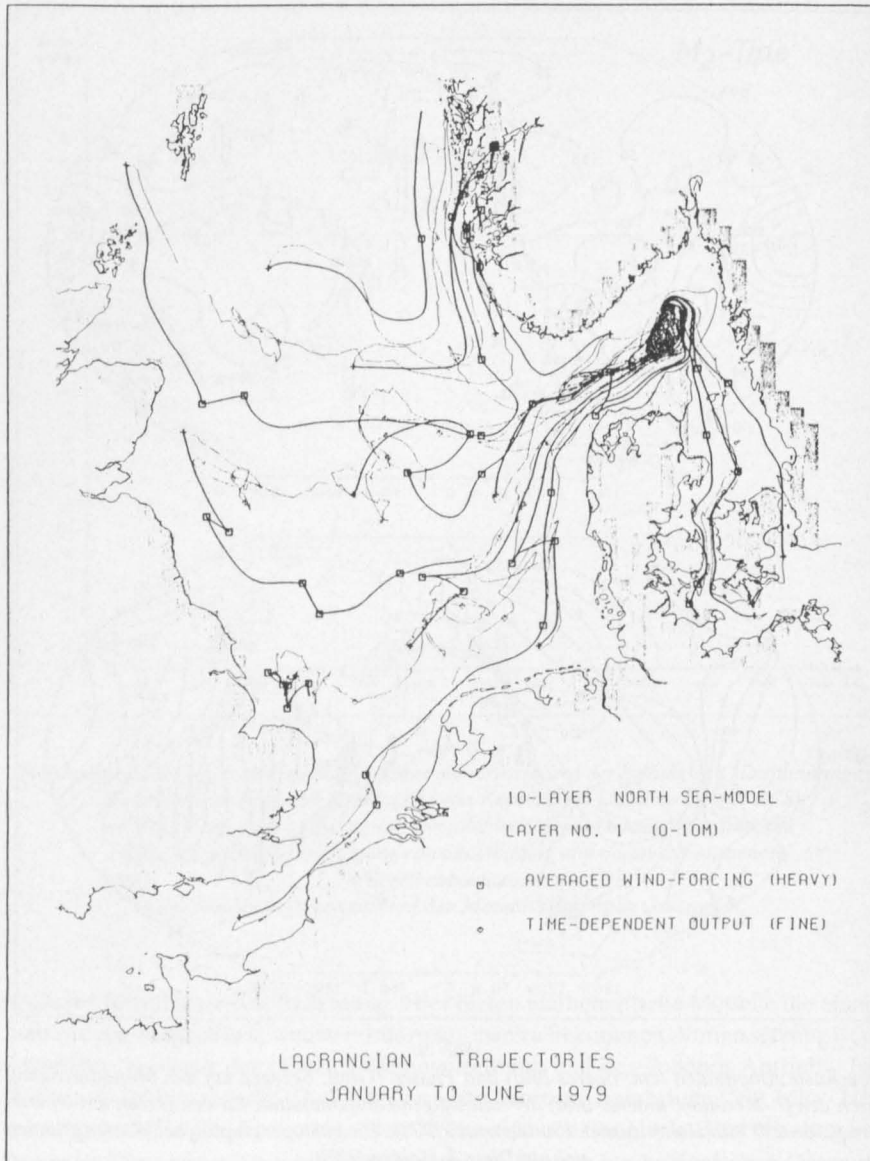 10-LAYER NORTH SEA-MODEL
LAYER NO. 1 (0-10M)
AVERAGED WIND-FORCING (HEAVY)
TIME-DEPENDENT OUTPUT (FINE)
LAGRANGIAN TRAJECTORIES
JANUARY TO JUNE 1979